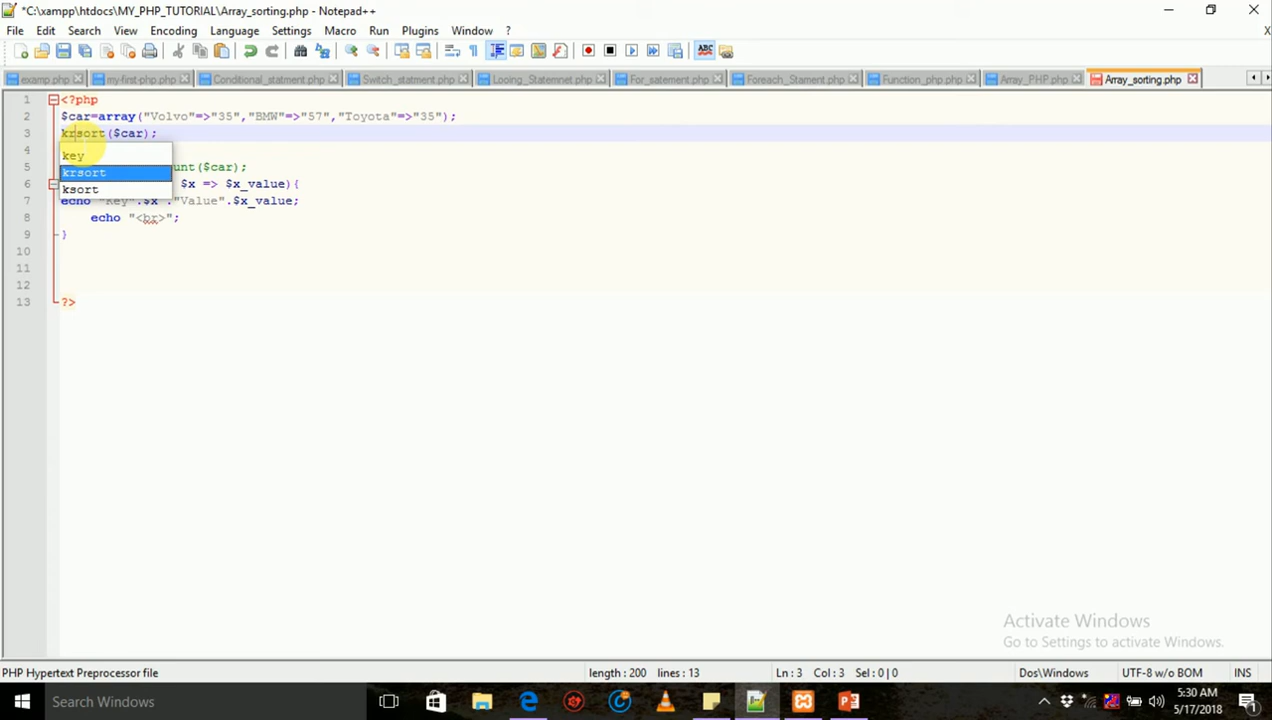 *C:\xampp\htdocs\MY_PHP_TUTORIAL\Array_sorting.php - Notepad++
File Edit Search View Encoding Language Settings Macro Run Plugins Window ?
X
ABC
examp.php my-first-php.php Conditional_statment.php Switch_statment.php Looing_Statemnet.php For_satement.php Foreach_Stament.php Function_php.php Array_PHP.php Array_sorting.php
1 <?php
2 $car=array("Volvo"=>"35","BMW"=>"57","Toyota"=>"35");
3 krsort($car);
4
key
5 unt($car);
krsort
6 $x => $x_value){
ksort
7 echo "Key".$x ."Value".$x_value;
8 echo "<br>";
9 }
10
11
12
13 ?>
Activate Windows
Go to Settings to activate Windows.
PHP Hypertext Preprocessor file length : 200 lines : 13 Ln : 3 Col : 3 Sel : 0 | 0 Dos\Windows UTF-8 w/o BOM INS
Search Windows
5:30 AM
5/17/2018
1